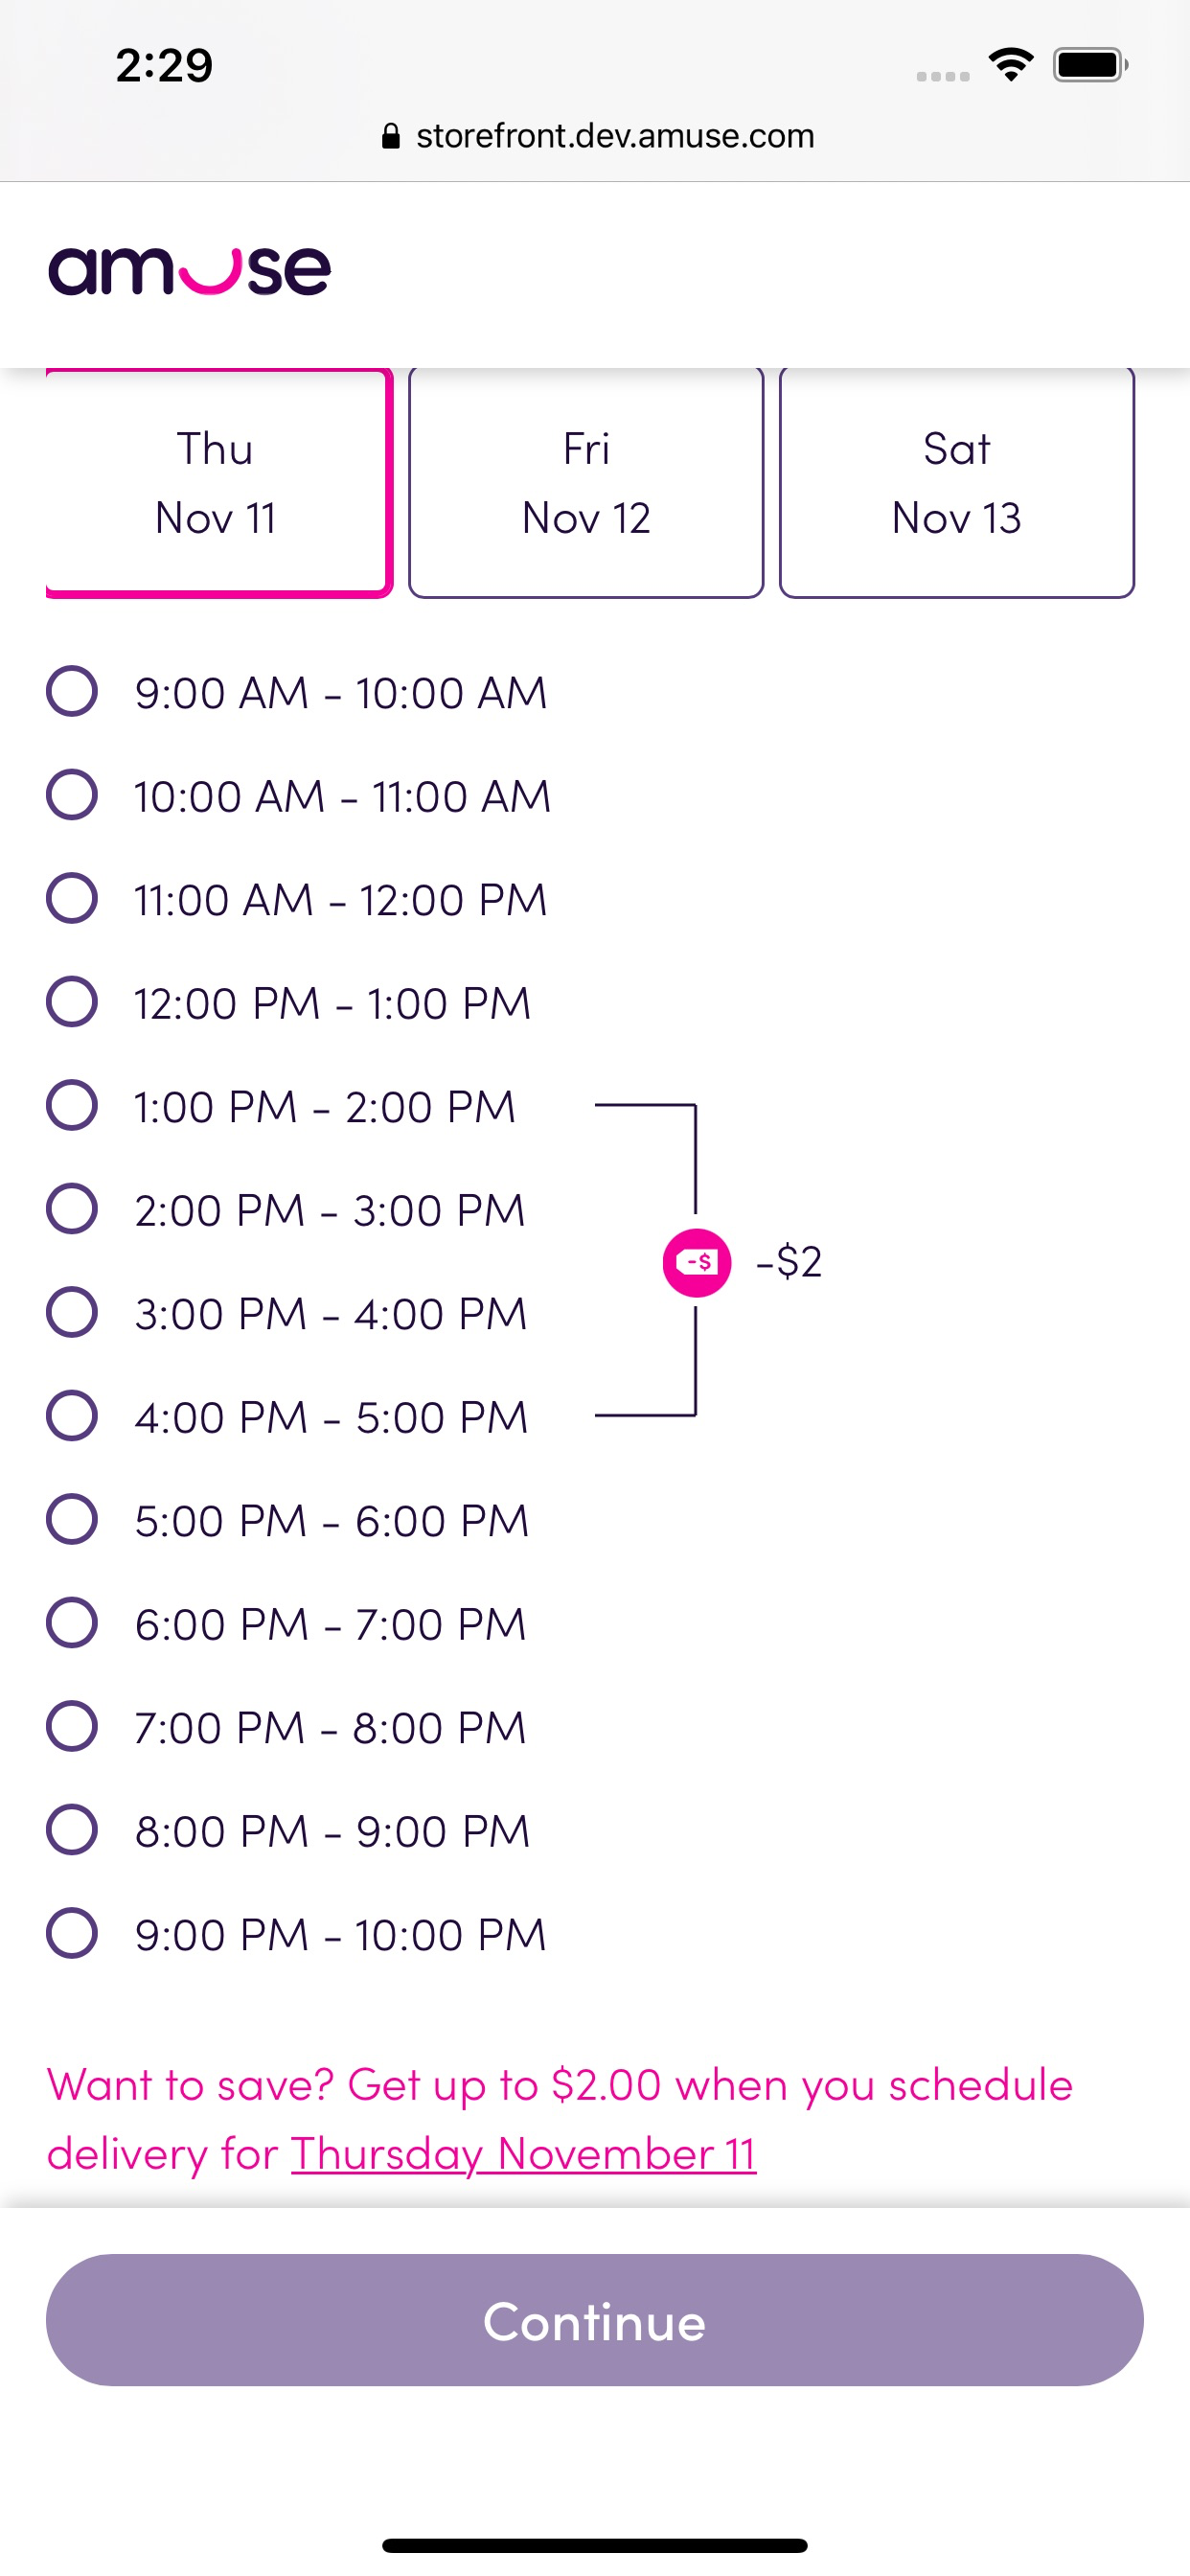 2:29
storefront.dev.amuse.com
amuse
Thu
Nov 11
Fri
Nov 12
Sat
Nov 13
9:00 AM - 10:00 AM
10:00 AM - 11:00 AM
11:00 AM - 12:00 PM
12:00 PM - 1:00 PM
1:00 PM - 2:00 PM
2:00 PM - 3:00 PM
-$ -$2
3:00 PM - 4:00 PM
4:00 PM - 5:00 PM
5:00 PM - 6:00 PM
6:00 PM - 7:00 PM
7:00 PM - 8:00 PM
8:00 PM - 9:00 PM
9:00 PM - 10:00 PM
Want to save? Get up to $2.00 when you schedule
delivery for Thursday November 11
Continue